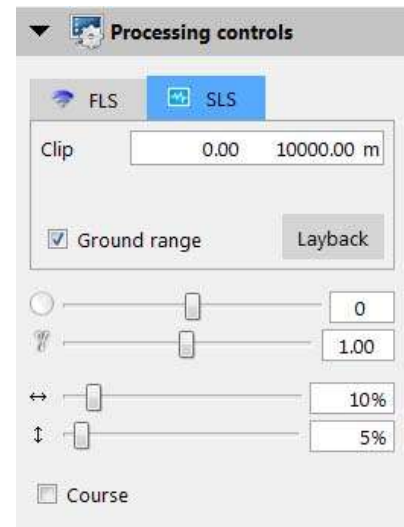 Processing controls
FLS SLS
Clip 0.00 10000.00 m
Ground range Layback
0
1.00
10%
5%
Course